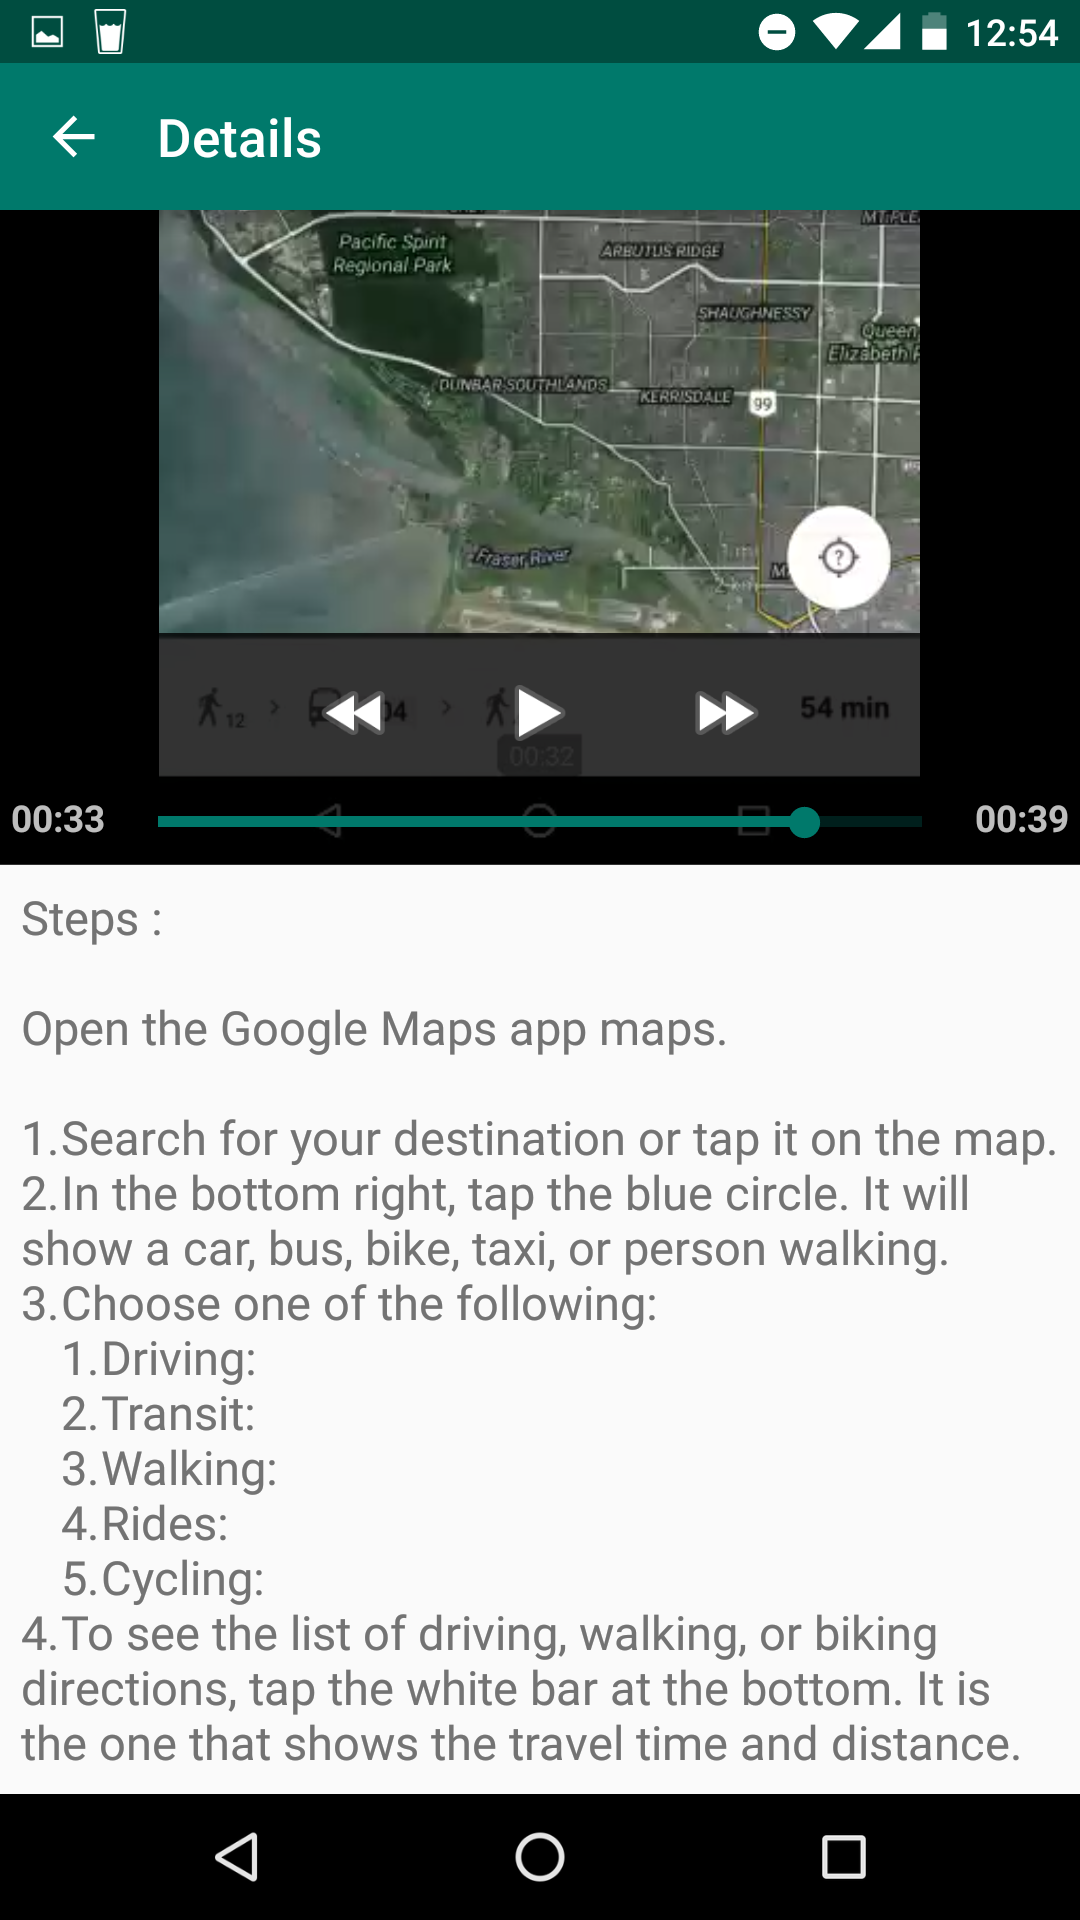 12:54
Details
Pacific Spirit
Regional Park
ARBUTUS RIDGE
SHAUGHNESSY
Queen
Elizabeth
DUNBAR-SOUTHLANDS
KERRISDALE
99
Fraser River
12
04
54 min
00:32
00:33
00:39
Steps :
Open the Google Maps app maps.
1.Search for your destination or tap it on the map.
2.In the bottom right, tap the blue circle. It will
show a car, bus, bike, taxi, or person walking.
3.Choose one of the following:
1.Driving:
2.Transit:
3.Walking:
4.Rides:
5.Cycling:
4.To see the list of driving, walking, or biking
directions, tap the white bar at the bottom. It is
the one that shows the travel time and distance.